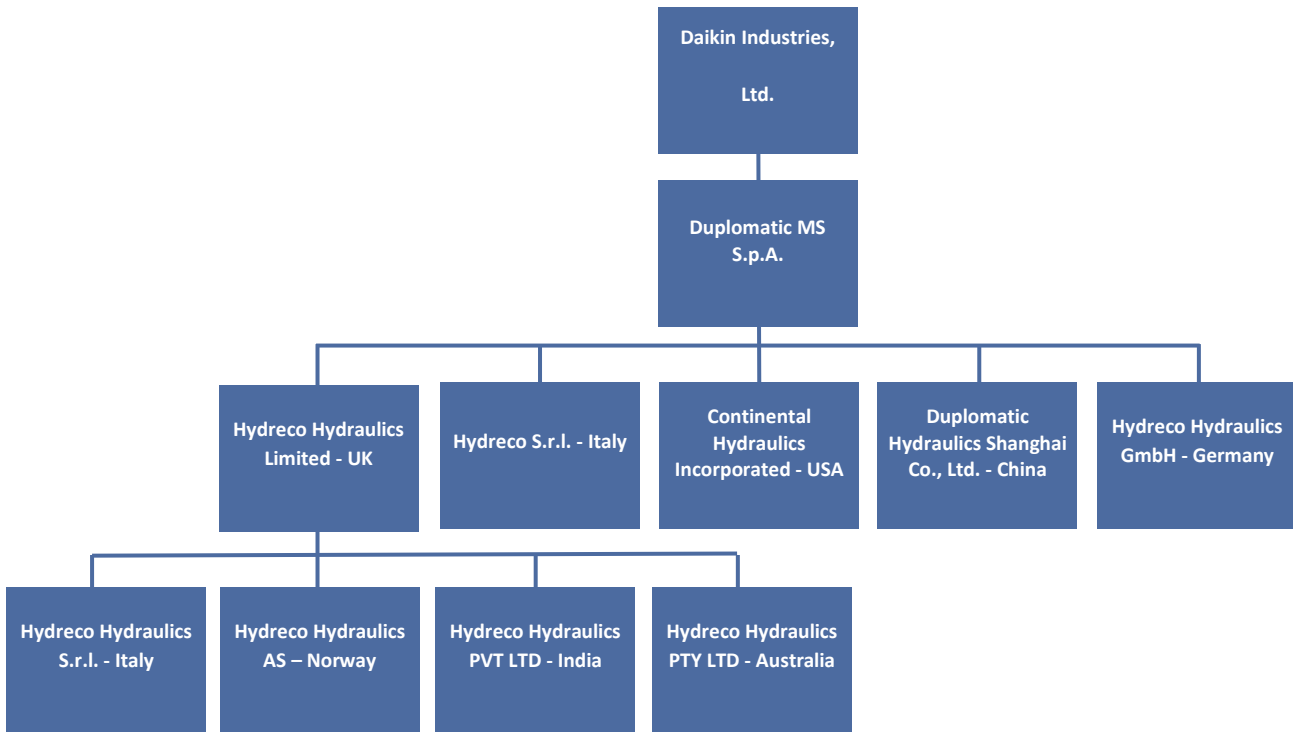 Daikin Industries,
Ltd.
Duplomatic MS
S.p.A.
Hydreco Hydraulics
Limited - UK
Hydreco S.r.l. - Italy
Continental
Hydraulics
Incorporated - USA
Duplomatic
Hydraulics Shanghai
Co., Ltd. - China
Hydreco Hydraulics
GmbH - Germany
Hydreco Hydraulics
S.r.l. - Italy
Hydreco Hydraulics
AS – Norway
Hydreco Hydraulics
PVT LTD - India
Hydreco Hydraulics
PTY LTD - Australia